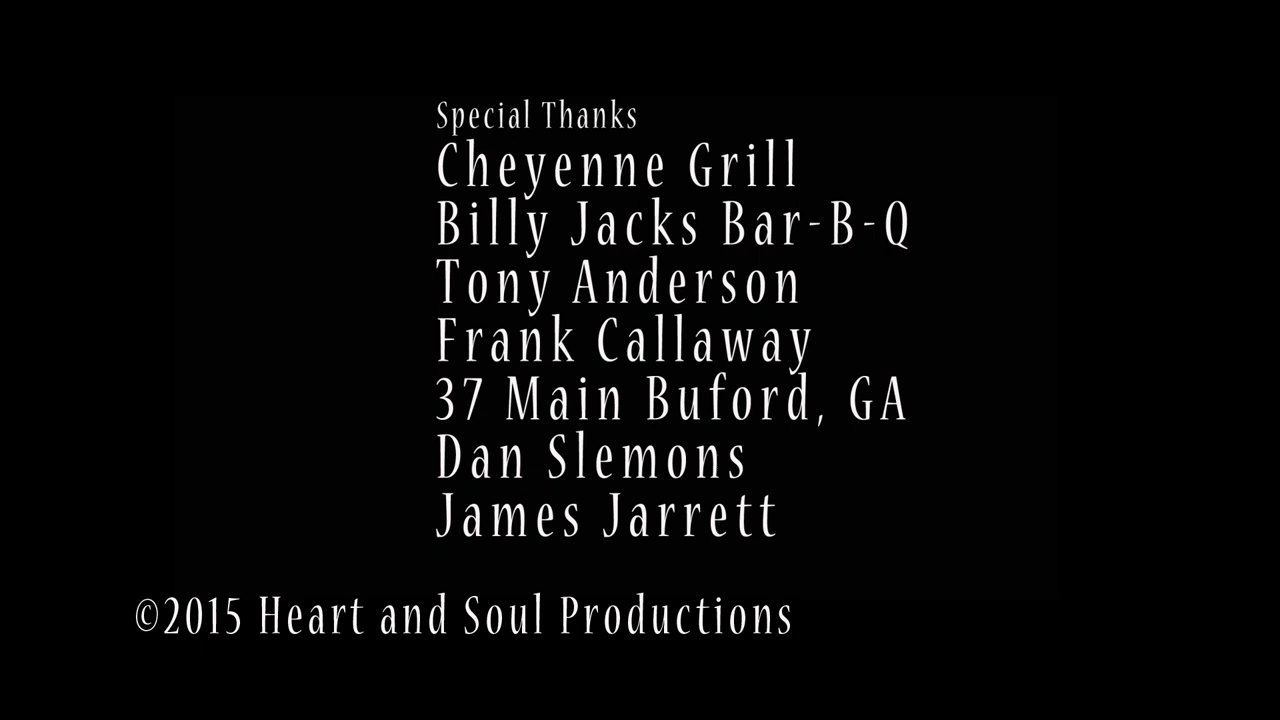 Special Thanks
Cheyenne Grill
Billy Jacks Bar-B-Q
Tony Anderson
Frank Callaway
37 Main Buford, GA
Dan Slemons
James Jarrett
©2015 Heart and Soul Productions